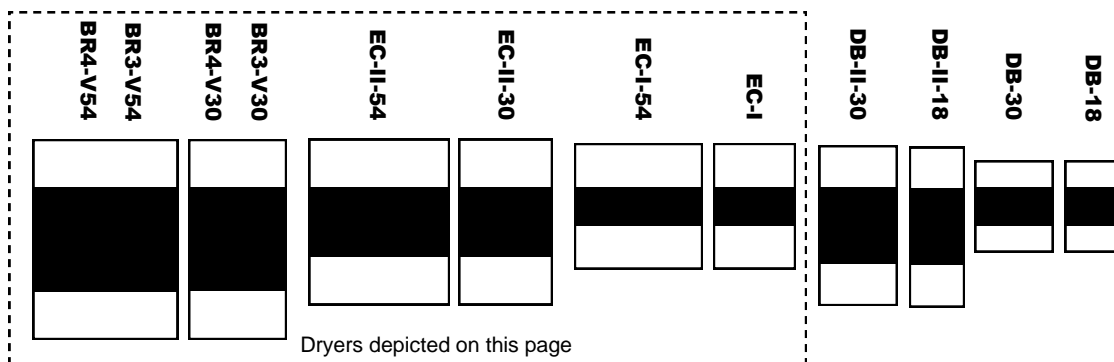 BR4-V54
BR3-V54
BR4-V30
BR3-V30
EC-II-54
EC-II-30
EC-I-54
EC-I
DB-II-30
DB-II-18
DB-30
DB-18
Dryers depicted on this page